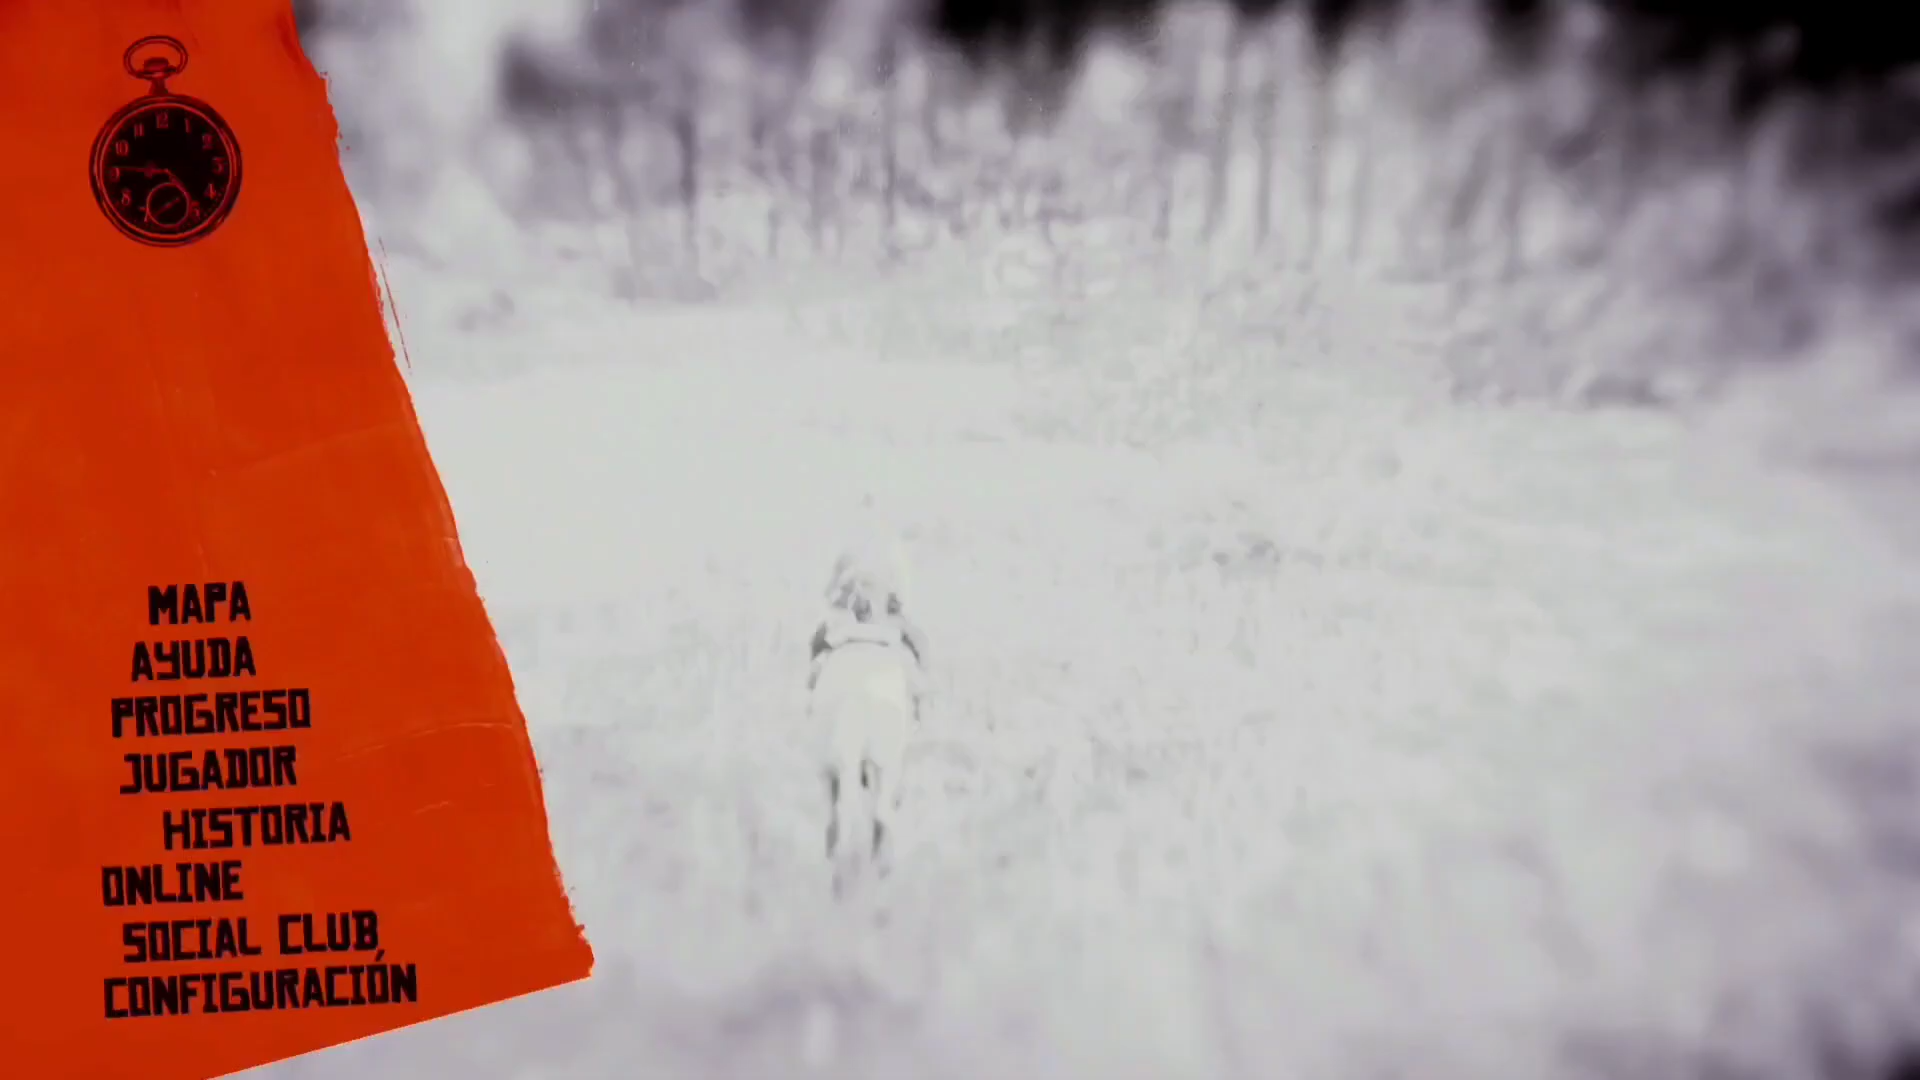 MAPA
AYUDA
PROGRESO
JUGADOR
HISTORIA
ONLINE
SOCIAL CLUB
CONFIGURACIÓN